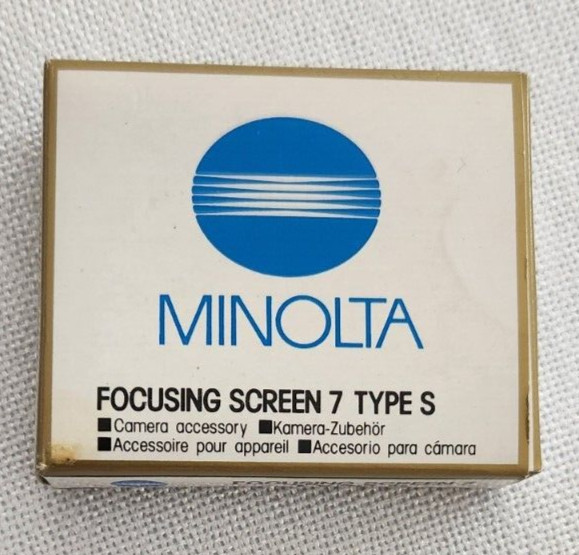 MINOLTA
FOCUSING SCREEN 7 TYPE S
■Camera accessory ■Kamera-Zubehör
■Accessoire pour appareil ■Accesorio para cámara